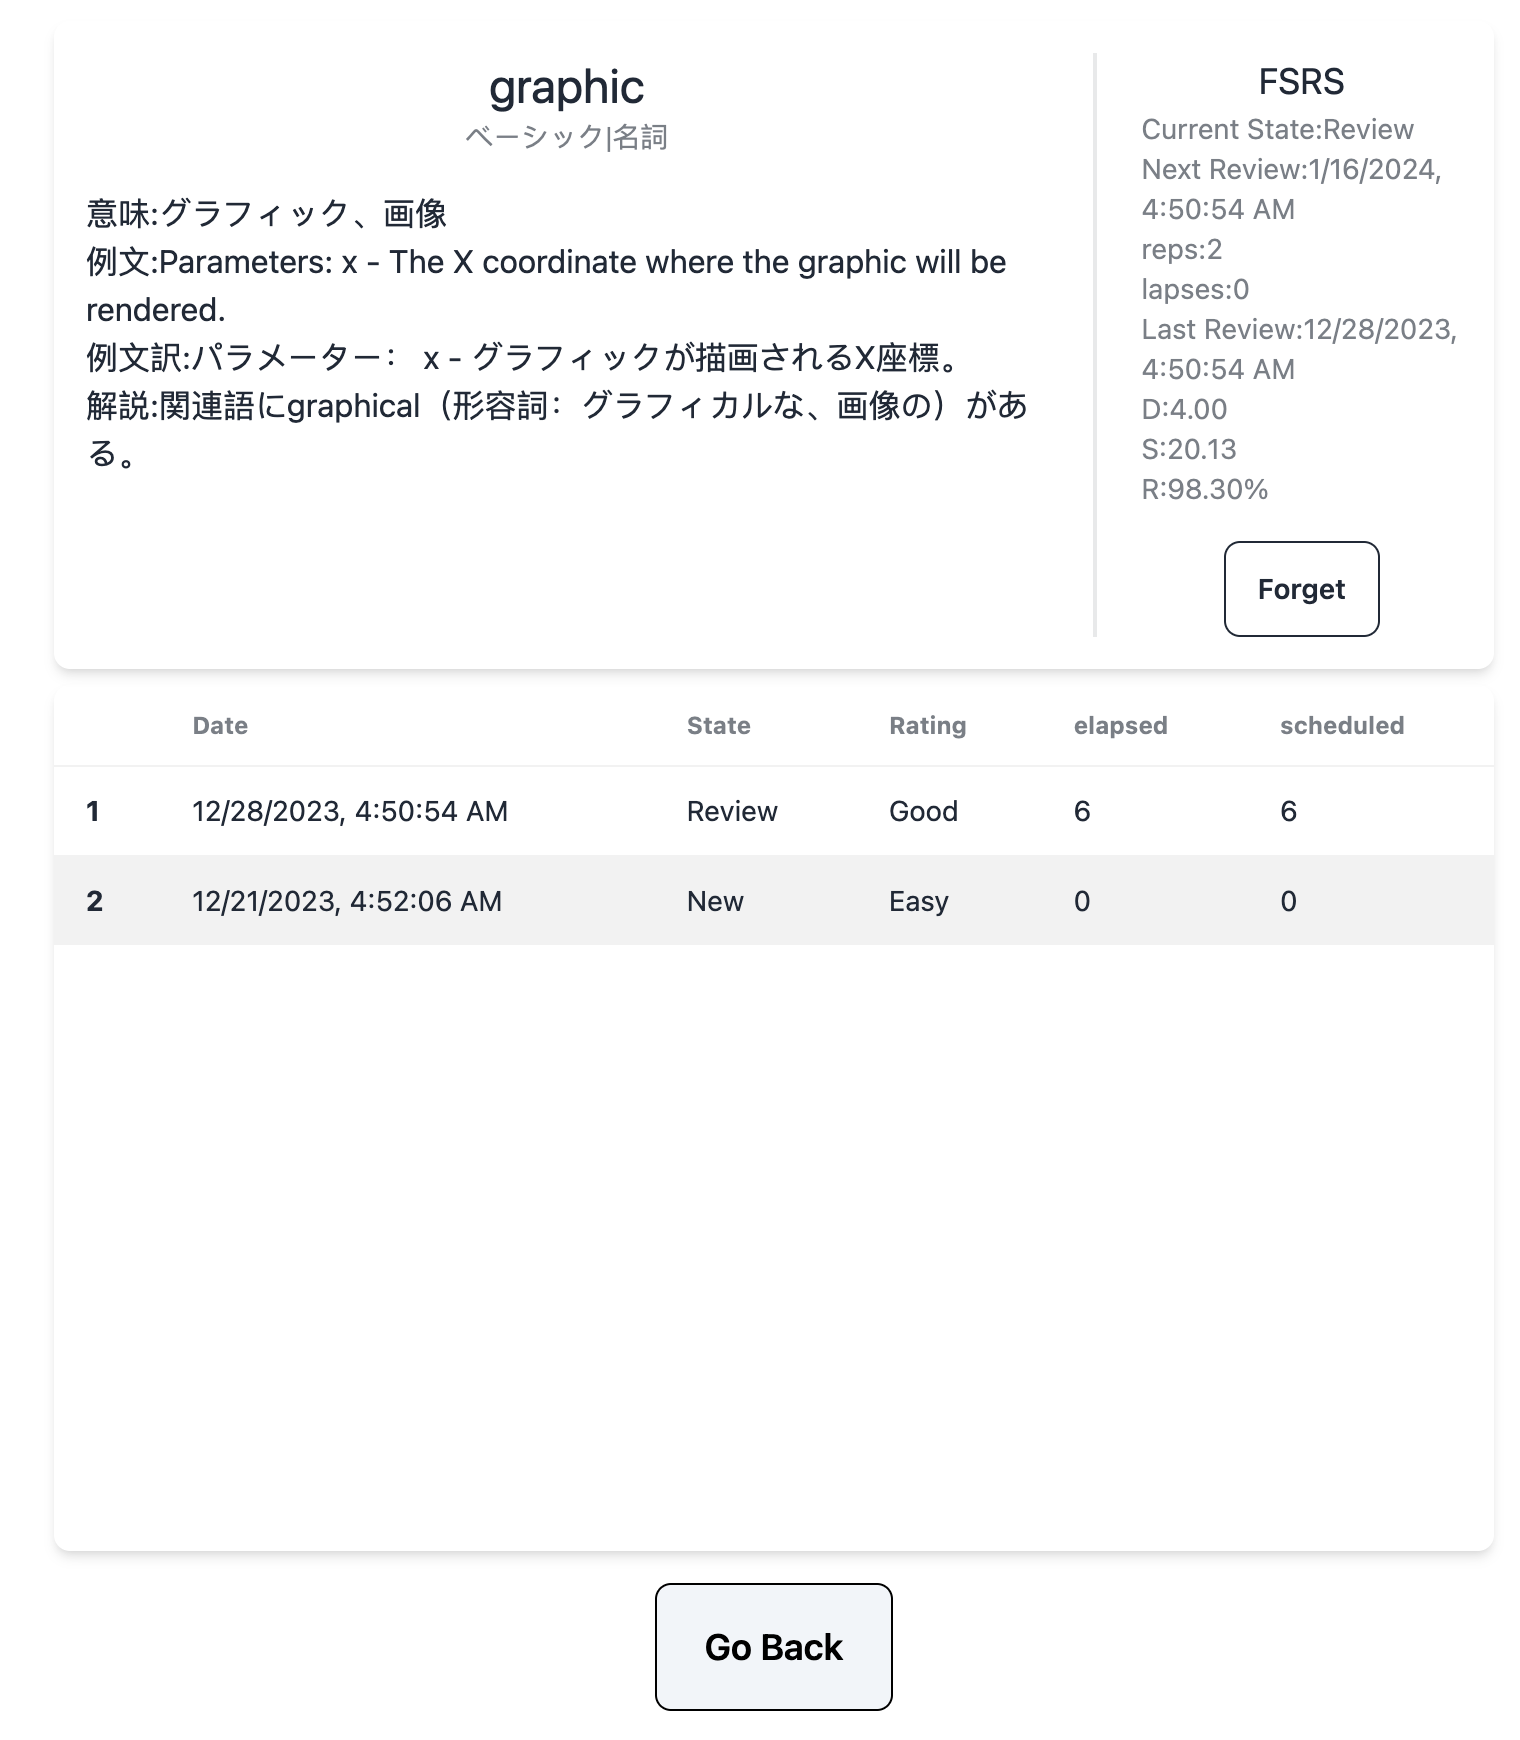 graphic
ベーシック|名詞
意味:グラフィック、画像
例文:Parameters: x - The X coordinate where the graphic will be
rendered.
例文訳:パラメーター： x - グラフィックが描画されるX座標。
解説:関連語にgraphical（形容詞：グラフィカルな、画像の）があ
る。
FSRS
Current State:Review
Next Review:1/16/2024,
4:50:54 AM
reps:2
lapses:0
Last Review:12/28/2023,
4:50:54 AM
D:4.00
S:20.13
R:98.30%
Forget
Date State Rating elapsed scheduled
1 12/28/2023, 4:50:54 AM Review Good 6 6
2 12/21/2023, 4:52:06 AM New Easy 0 0
Go Back